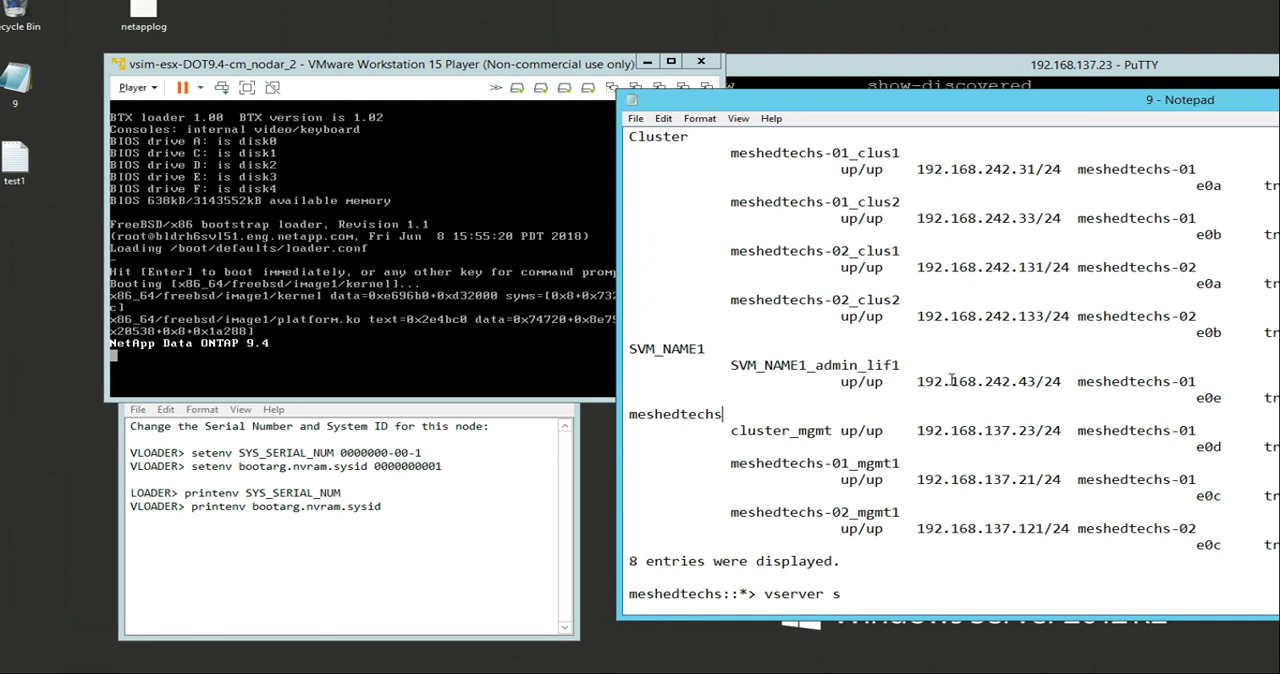 ecycle Bin
netapplog
9
test1
vsim-esx-DOT9.4-cm_nodar_2 - VMware Workstation 15 Player (Non-commercial use only)
Player
BTX loader 1.00  BTX version is 1.02
Consoles: internal video/keyboard
BIOS drive A: is disk0
BIOS drive C: is disk1
BIOS drive D: is disk2
BIOS drive E: is disk3
BIOS drive F: is disk4
BIOS 638kB/3143552kB available memory
FreeBSD/x86 bootstrap loader, Revision 1.1
(root@bldrh6svl51.eng.netapp.com, Fri Jun  8 15:55:20 PDT 2018)
Loading /boot/defaults/loader.conf
Hit [Enter] to boot immediately, or any other key for command prom
Booting [x86_64/freebsd/image1/kernel]...
x86_64/freebsd/image1/kernel data=0xe696b0+0xd32000 syms=[0x8+0x732
c]
x86_64/freebsd/image1/platform.ko text=0x2e4bc0 data=0x74720+0x8e79
x20538+0x8+0x1a288]
NetApp Data ONTAP 9.4
File Edit Format View Help
Change the Serial Number and System ID for this node:
VLOADER> setenv SYS_SERIAL_NUM 0000000-00-1
VLOADER> setenv bootarg.nvram.sysid 0000000001
LOADER> printenv SYS_SERIAL_NUM
VLOADER> printenv bootarg.nvram.sysid
192.168.137.23 - PuTTY
w show-discovered
9 - Notepad
File Edit Format View Help
Cluster
meshedtechs-01_clus1
up/up 192.168.242.31/24 meshedtechs-01
e0a tr
meshedtechs-01_clus2
up/up 192.168.242.33/24 meshedtechs-01
e0b tr
meshedtechs-02_clus1
up/up 192.168.242.131/24 meshedtechs-02
e0a tr
meshedtechs-02_clus2
up/up 192.168.242.133/24 meshedtechs-02
e0b tr
SVM_NAME1
SVM_NAME1_admin_lif1
up/up 192.168.242.43/24 meshedtechs-01
e0e tr
meshedtechs
cluster_mgmt up/up 192.168.137.23/24 meshedtechs-01
e0d tr
meshedtechs-01_mgmt1
up/up 192.168.137.21/24 meshedtechs-01
e0c tr
meshedtechs-02_mgmt1
up/up 192.168.137.121/24 meshedtechs-02
e0c tr
8 entries were displayed.
meshedtechs::*> vserver s